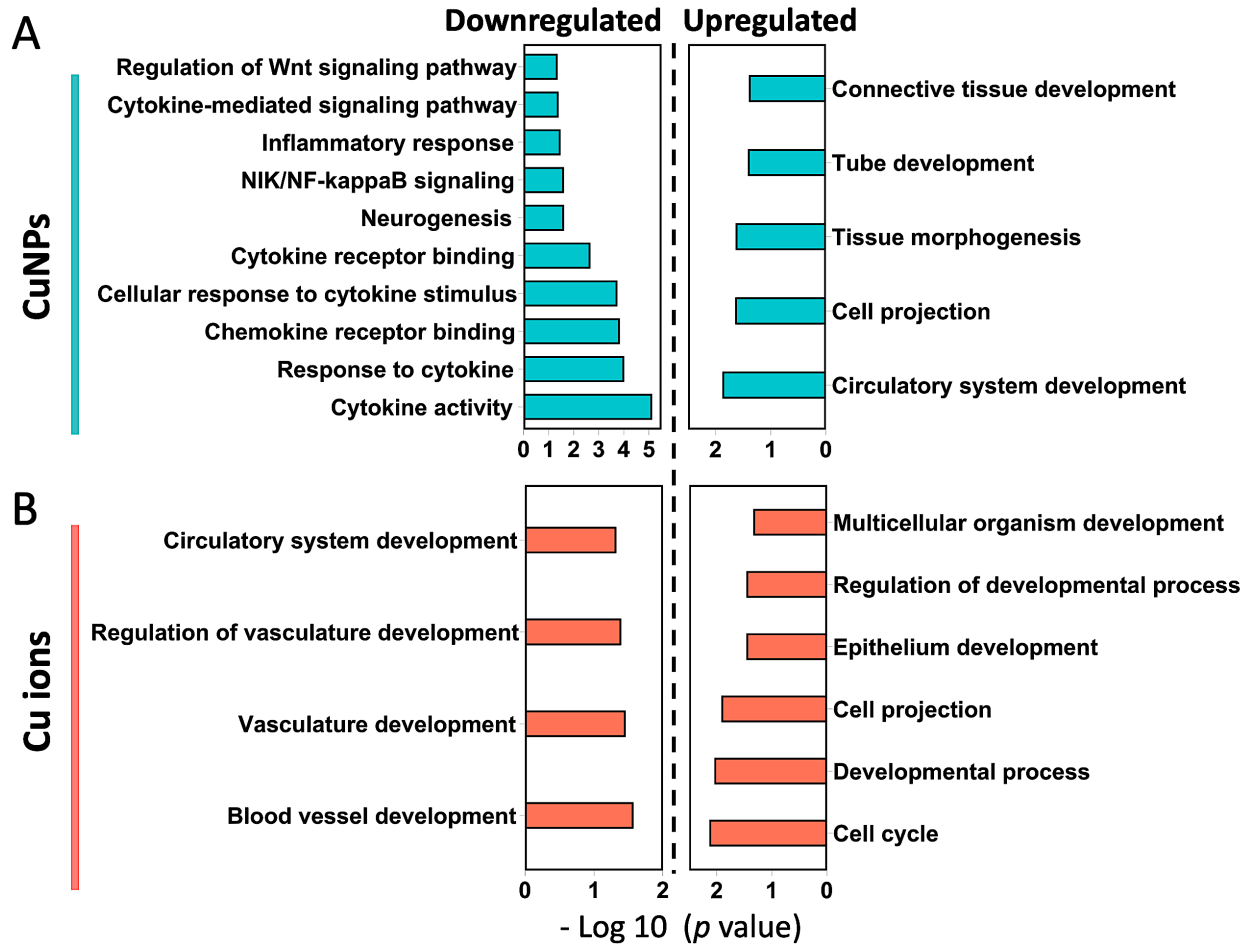 A
Downregulated Upregulated
CuNPs
Regulation of Wnt signaling pathway
Cytokine-mediated signaling pathway
Inflammatory response
NIK/NF-kappaB signaling
Neurogenesis
Cytokine receptor binding
Cellular response to cytokine stimulus
Chemokine receptor binding
Response to cytokine
Cytokine activity
0 1 2 3 4 5
Connective tissue development
Tube development
Tissue morphogenesis
Cell projection
Circulatory system development
2 1 0
B
Cu ions
Circulatory system development
Regulation of vasculature development
Vasculature development
Blood vessel development
0 1 2
Multicellular organism development
Regulation of developmental process
Epithelium development
Cell projection
Developmental process
Cell cycle
2 1 0
- Log 10 (p value)